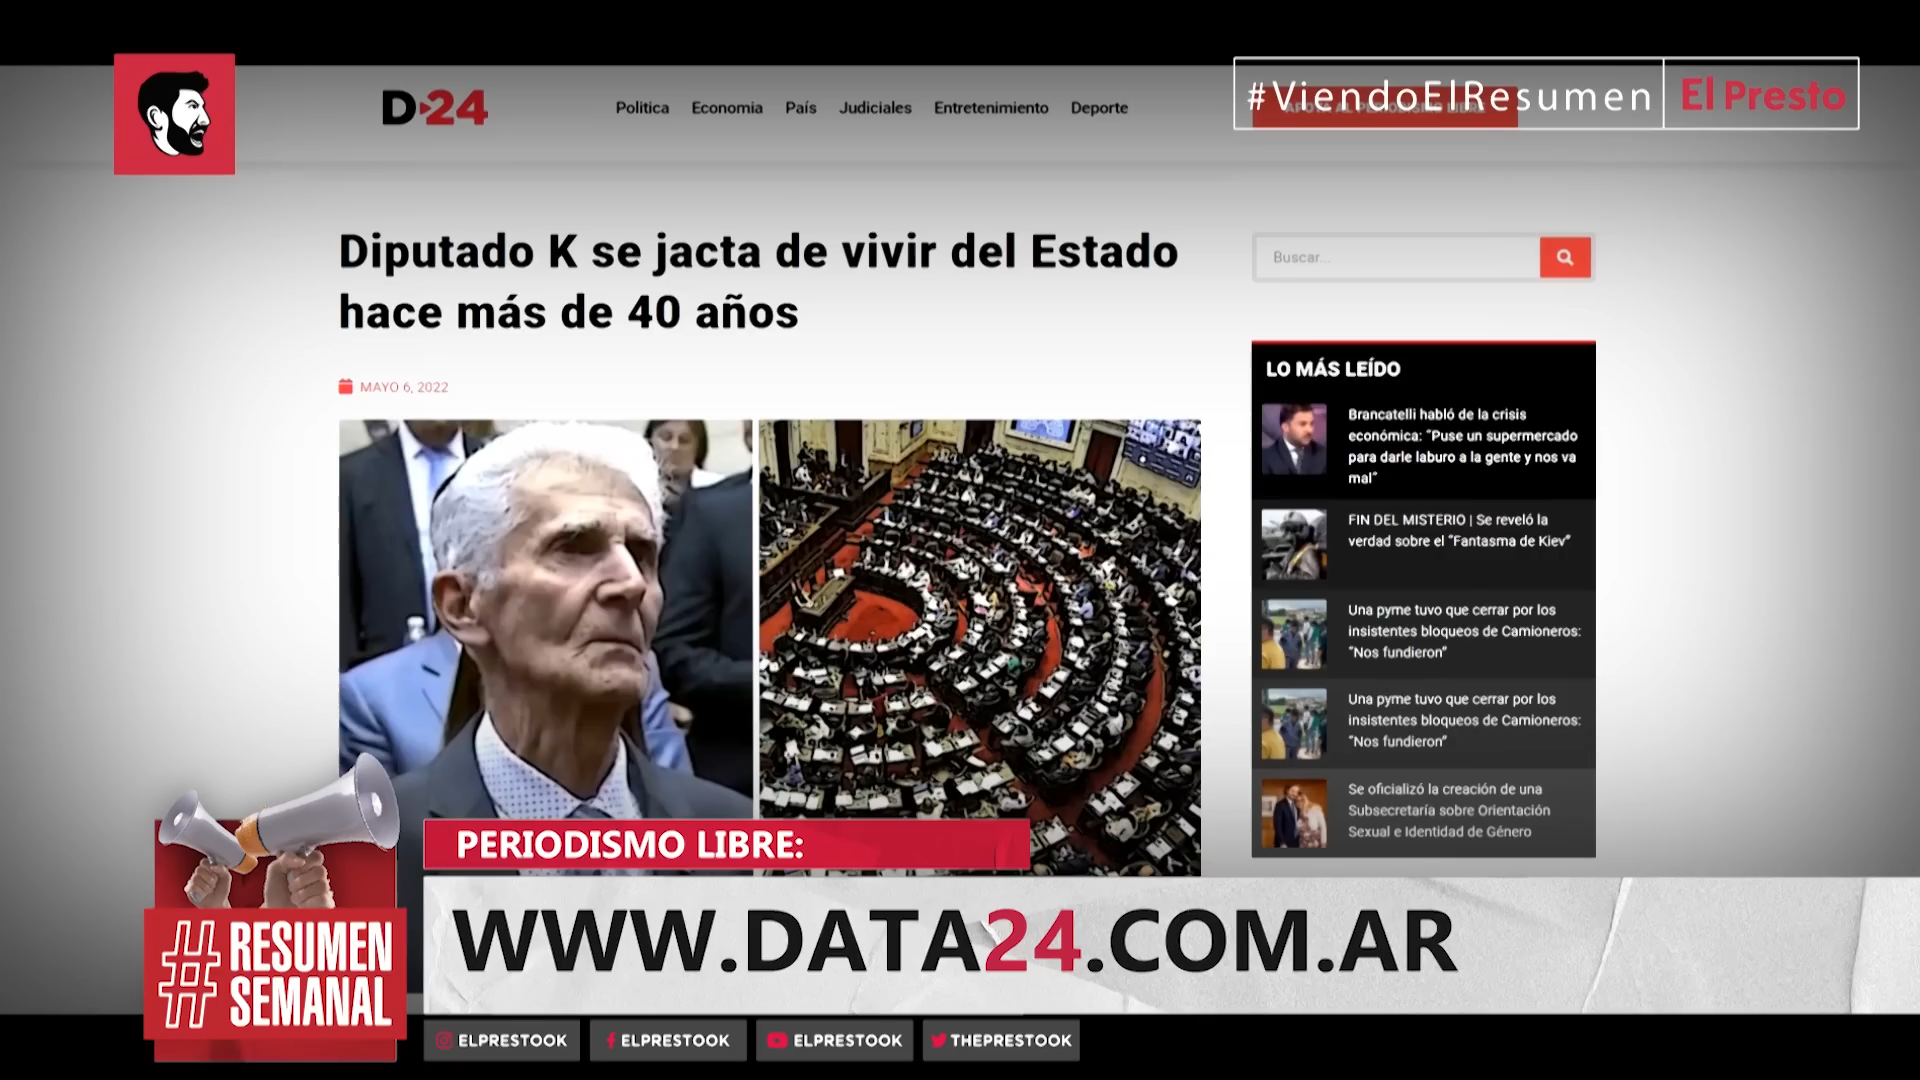 D24
Politica Economia País Judiciales Entretenimiento Deporte
#ViendoElResumen El Presto
Diputado K se jacta de vivir del Estado
hace más de 40 años
MAYO 6, 2022
Buscar...
LO MÁS LEÍDO
Brancatelli habló de la crisis
económica: “Puse un supermercado
para darle laburo a la gente y nos va
mal”
FIN DEL MISTERIO | Se reveló la
verdad sobre el “Fantasma de Kiev”
Una pyme tuvo que cerrar por los
insistentes bloqueos de Camioneros:
“Nos fundieron”
Una pyme tuvo que cerrar por los
insistentes bloqueos de Camioneros:
“Nos fundieron”
Se oficializó la creación de una
Subsecretaría sobre Orientación
Sexual e Identidad de Género
PERIODISMO LIBRE:
WWW.DATA24.COM.AR
#RESUMEN
SEMANAL
ELPRESTOOK ELPRESTOOK ELPRESTOOK THEPRESTOOK